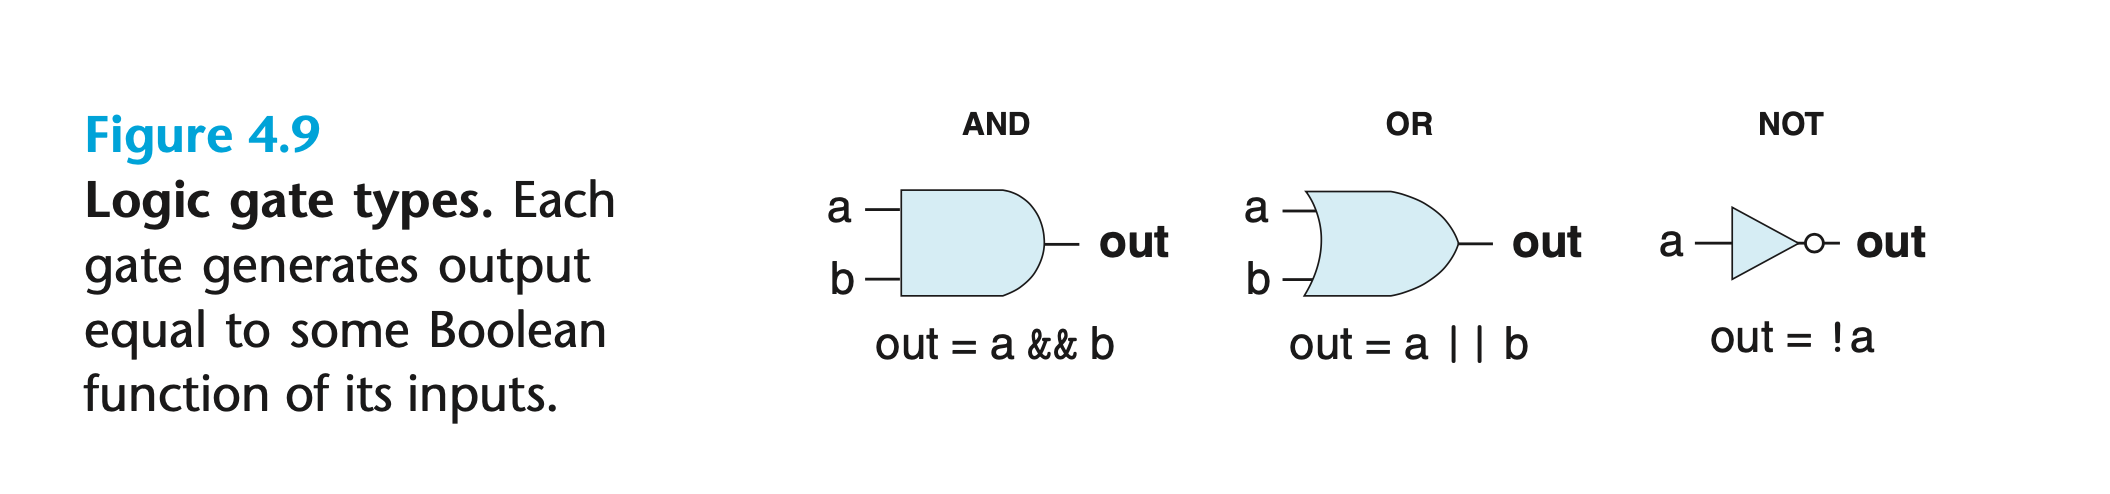 Figure 4.9
Logic gate types. Each
gate generates output
equal to some Boolean
function of its inputs.
AND
a
b
out
out = a && b
OR
a
b
out
out = a || b
NOT
a
out
out = !a